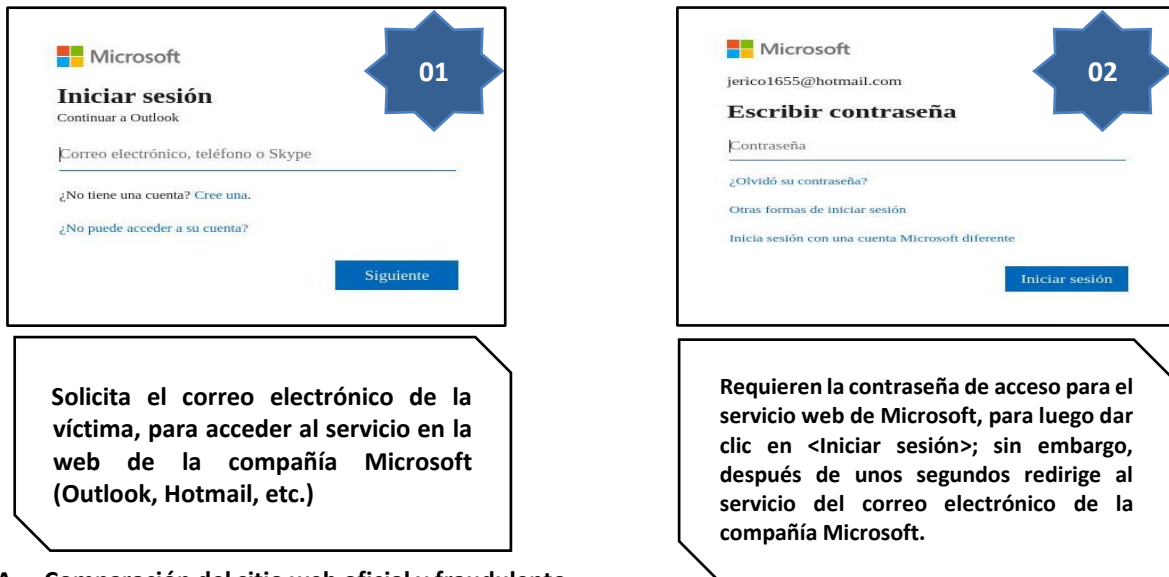 Microsoft
01
Iniciar sesión
Continuar a Outlook
Correo electrónico, teléfono o Skype
¿No tiene una cuenta? Cree una.
¿No puede acceder a su cuenta?
Siguiente
Solicita el correo electrónico de la
víctima, para acceder al servicio en la
web de la compañía Microsoft
(Outlook, Hotmail, etc.)
Microsoft
02
jerico1655@hotmail.com
Escribir contraseña
Contraseña
¿Olvidó su contraseña?
Otras formas de iniciar sesión
Inicia sesión con una cuenta Microsoft diferente
Iniciar sesión
Requieren la contraseña de acceso para el
servicio web de Microsoft, para luego dar
clic en <Iniciar sesión>; sin embargo,
después de unos segundos redirige al
servicio del correo electrónico de la
compañía Microsoft.